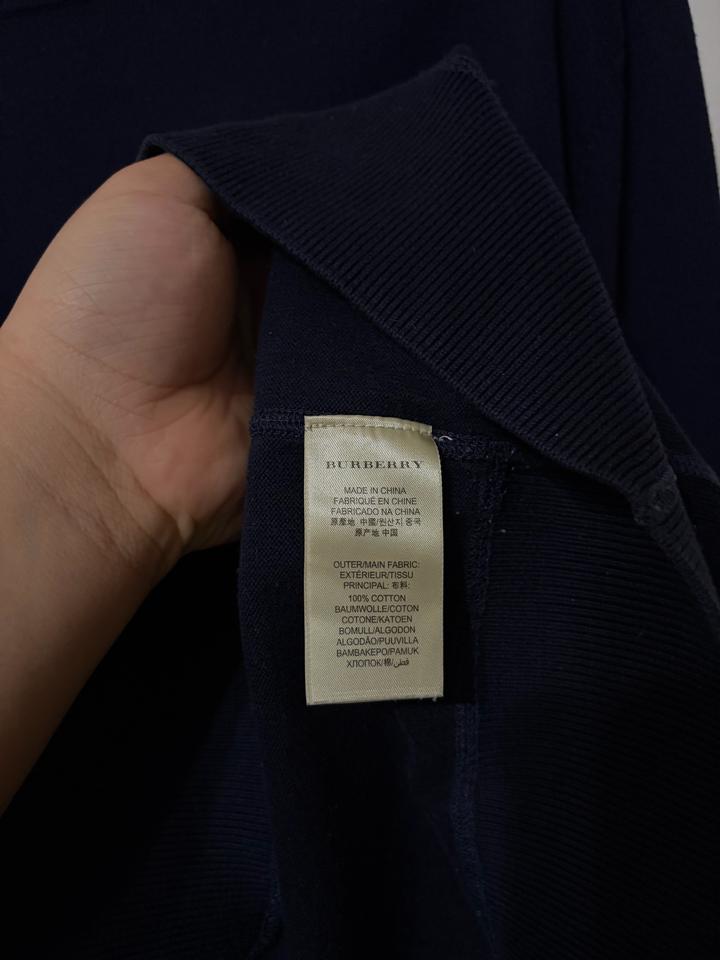 BURBERRY
MADE IN CHINA
FABRIQUÉ EN CHINE
FABRICADO NA CHINA
原產地 中國/원산지 중국
原产地 中国
OUTER/MAIN FABRIC:
EXTÉRIEUR/TISSU
PRINCIPAL: 布料:
100% COTTON
BAUMWOLLE/COTON
COTONE/KATOEN
BOMULL/ALGODON
ALGODÃO/PUUVILLA
BAMBAKEPO/PAMUK
ХЛОПОК/棉/قطن